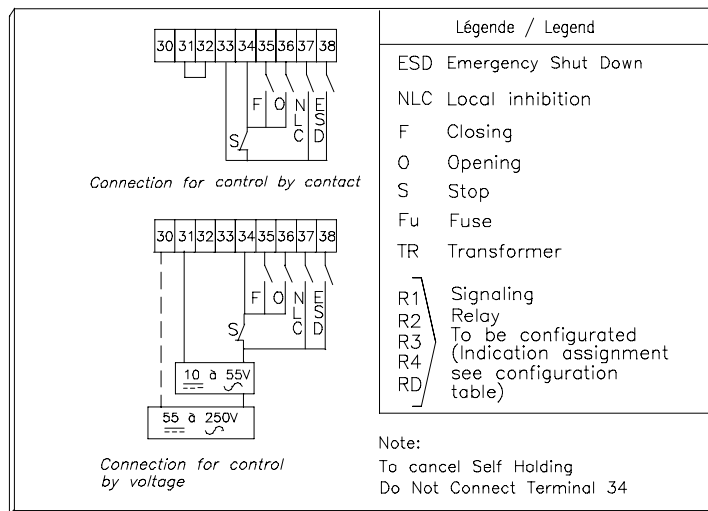 30 31 32 33 34 35 36 37 38
F O N E
L S
S C D
Connection for control by contact
30 31 32 33 34 35 36 37 38
F O N E
L S
S C D
10 à 55V
55 à 250V
Connection for control
by voltage
Légende / Legend
ESD Emergency Shut Down
NLC Local inhibition
F Closing
O Opening
S Stop
Fu Fuse
TR Transformer
R1 Signaling
R2 Relay
R3 To be configurated
R4 (Indication assignment
RD see configuration
table)
Note:
To cancel Self Holding
Do Not Connect Terminal 34